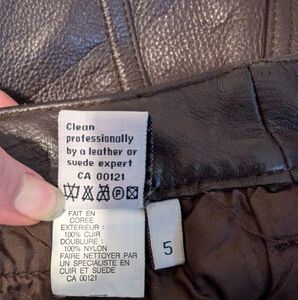 Clean
professionally
by a leather or
suede expert
CA 00121
FAIT EN
COREE
EXTERIEUR :
100% CUIR
DOUBLURE :
100% NYLON
FAIRE NETTOYER PAR
UN SPECIALISTE EN
CUIR ET SUEDE
CA 00121
5